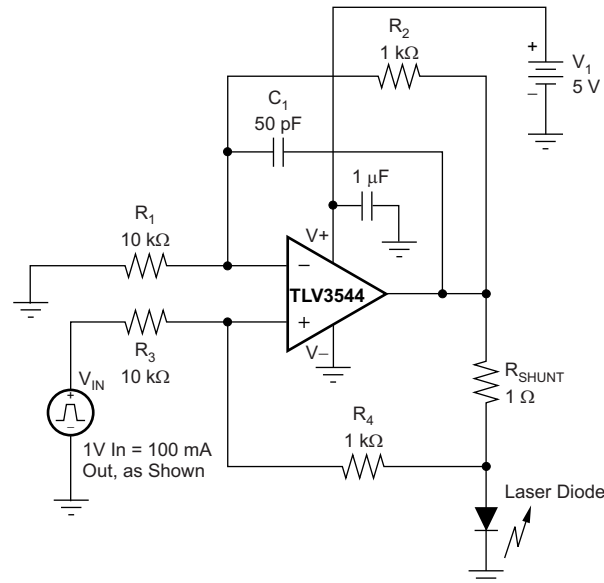 R2
1 kΩ
+
V1
–
5 V
C1
50 pF
1 µF
R1
10 kΩ
V+
–
TLV3544
+
V–
R3
10 kΩ
VIN
+
–
1V In = 100 mA
Out, as Shown
RSHUNT
1 Ω
R4
1 kΩ
Laser Diode